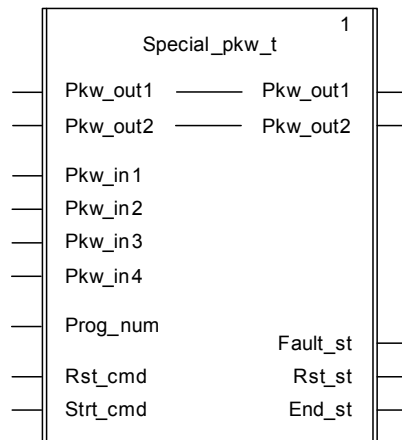 1
Special_pkw_t
Pkw_out1 Pkw_out1
Pkw_out2 Pkw_out2
Pkw_in1
Pkw_in2
Pkw_in3
Pkw_in4
Prog_num
Fault_st
Rst_cmd Rst_st
Strt_cmd End_st